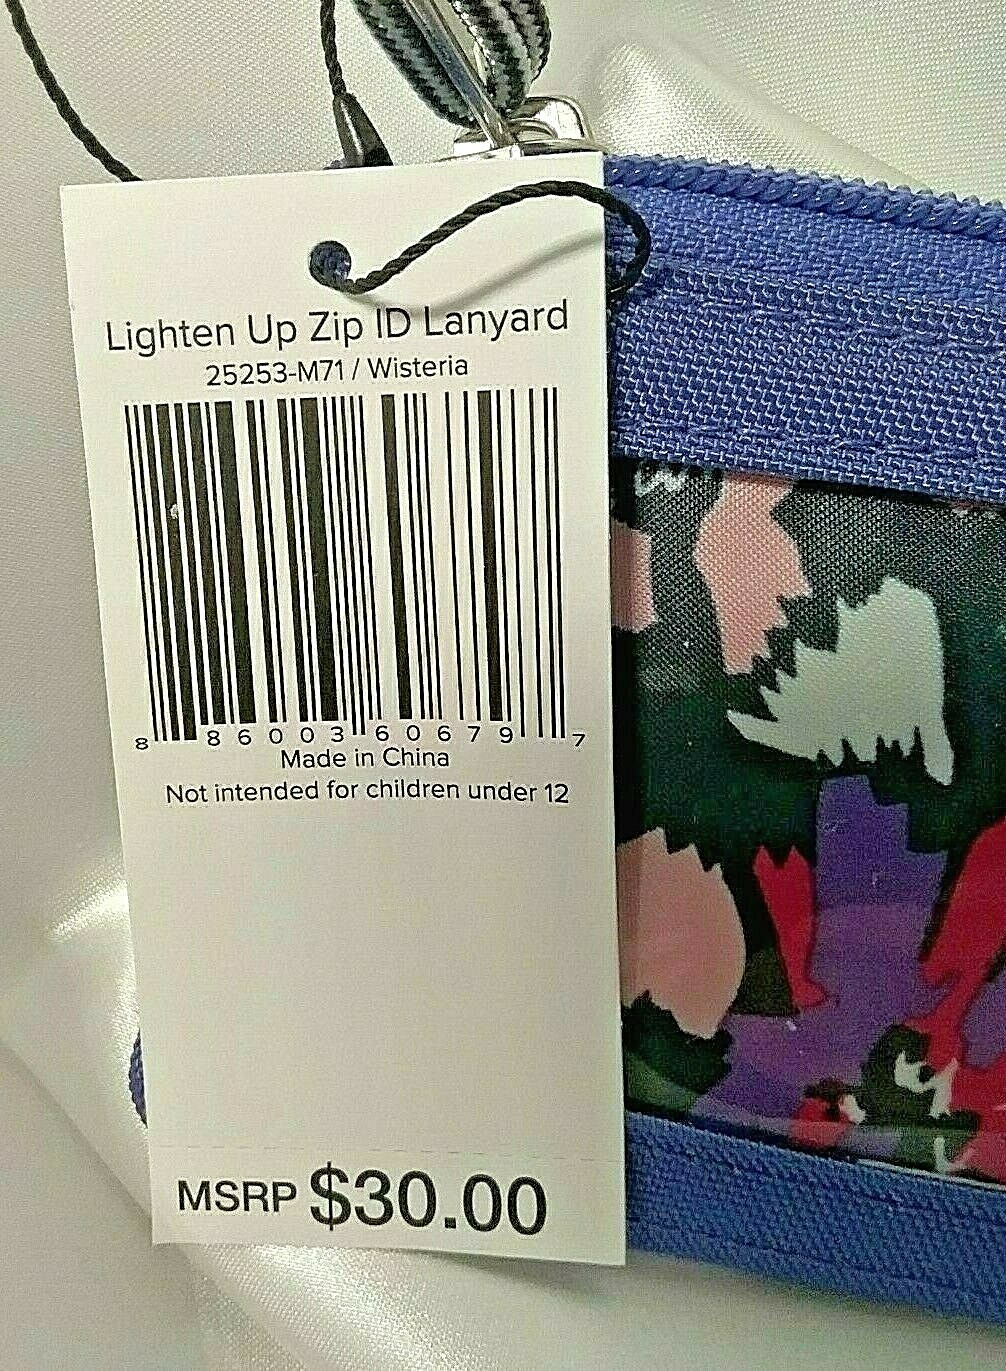 Lighten Up Zip ID Lanyard
25253-M71 / Wisteria
8 86003 60679 7
Made in China
Not intended for children under 12
MSRP $30.00